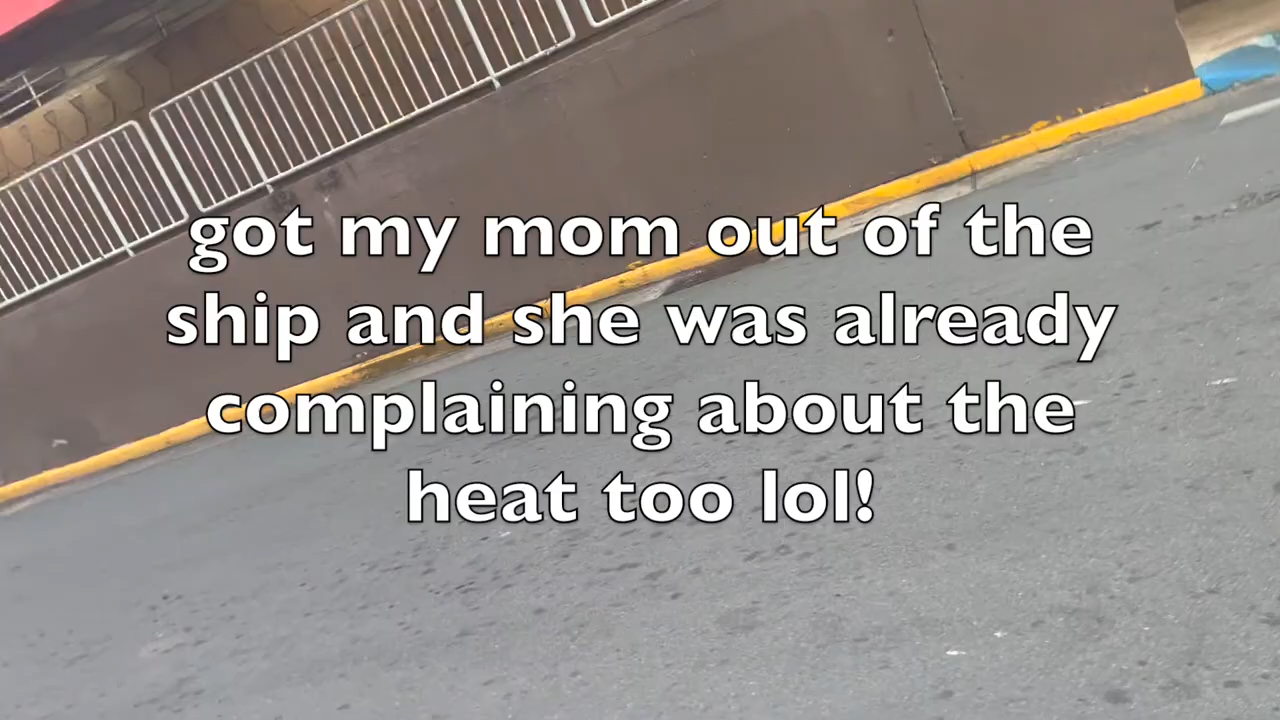 got my mom out of the
ship and she was already
complaining about the
heat too lol!